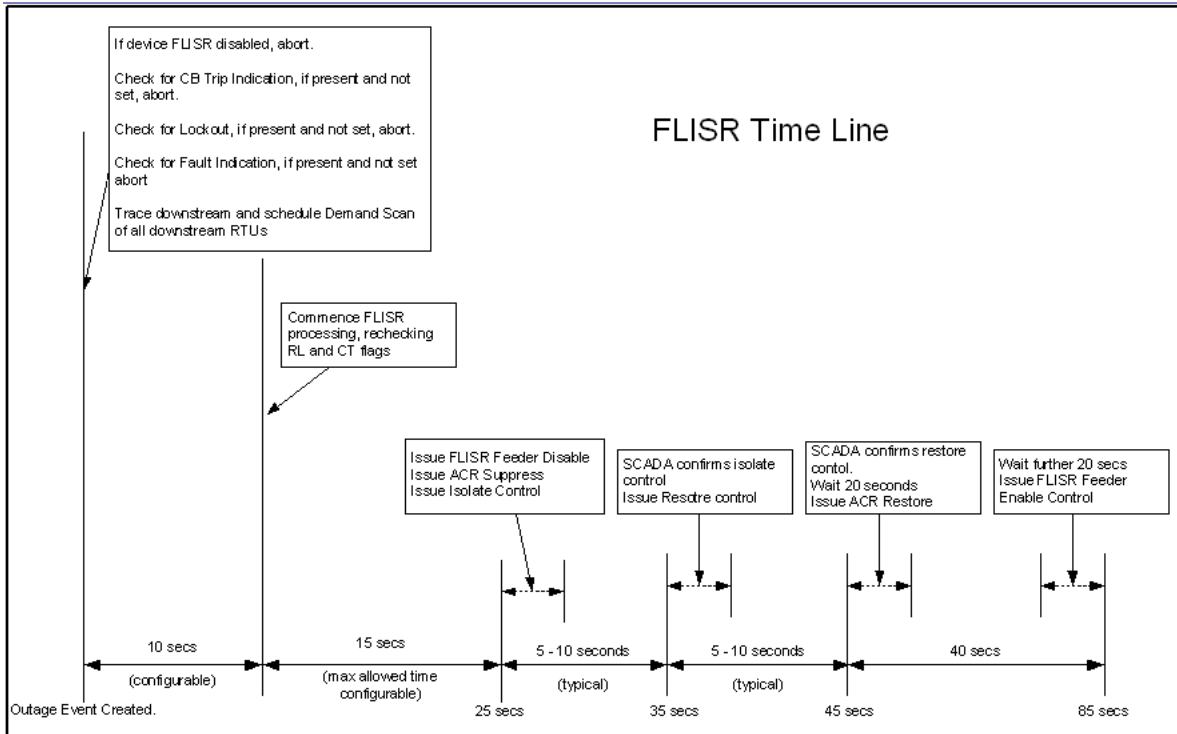 If device FLISR disabled, abort.
Check for CB Trip Indication, if present and not
set, abort.
Check for Lockout, if present and not set, abort.
Check for Fault Indication, if present and not set
abort
Trace downstream and schedule Demand Scan
of all downstream RTUs
FLISR Time Line
Commence FLISR
processing, rechecking
RL and CT flags
Issue FLISR Feeder Disable
Issue ACR Suppress
Issue Isolate Control
SCADA confirms isolate
control
Issue Resotre control
SCADA confirms restore
contol.
Wait 20 seconds
Issue ACR Restore
Wait further 20 secs
Issue FLISR Feeder
Enable Control
10 secs
(configurable)
15 secs
(max allowed time
configurable)
5 - 10 seconds
(typical)
5 - 10 seconds
(typical)
40 secs
Outage Event Created.
25 secs
35 secs
45 secs
85 secs